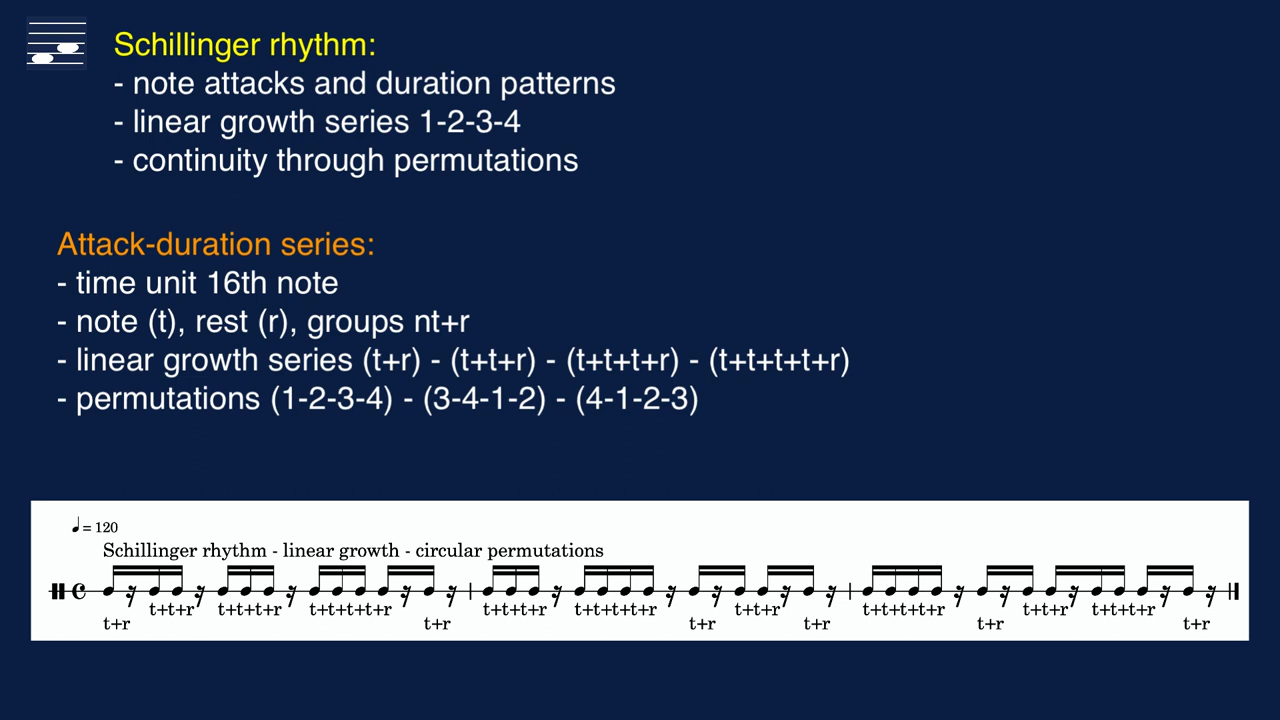 Schillinger rhythm:
- note attacks and duration patterns
- linear growth series 1-2-3-4
- continuity through permutations
Attack-duration series:
- time unit 16th note
- note (t), rest (r), groups nt+r
- linear growth series (t+r) - (t+t+r) - (t+t+t+r) - (t+t+t+t+r)
- permutations (1-2-3-4) - (3-4-1-2) - (4-1-2-3)
♩= 120
Schillinger rhythm - linear growth - circular permutations
t+t+r t+t+t+r t+t+t+t+r t+t+t+r t+t+t+t+r t+t+r t+t+t+t+r t+t+r t+t+t+r
t+r t+r t+r t+r t+r t+r